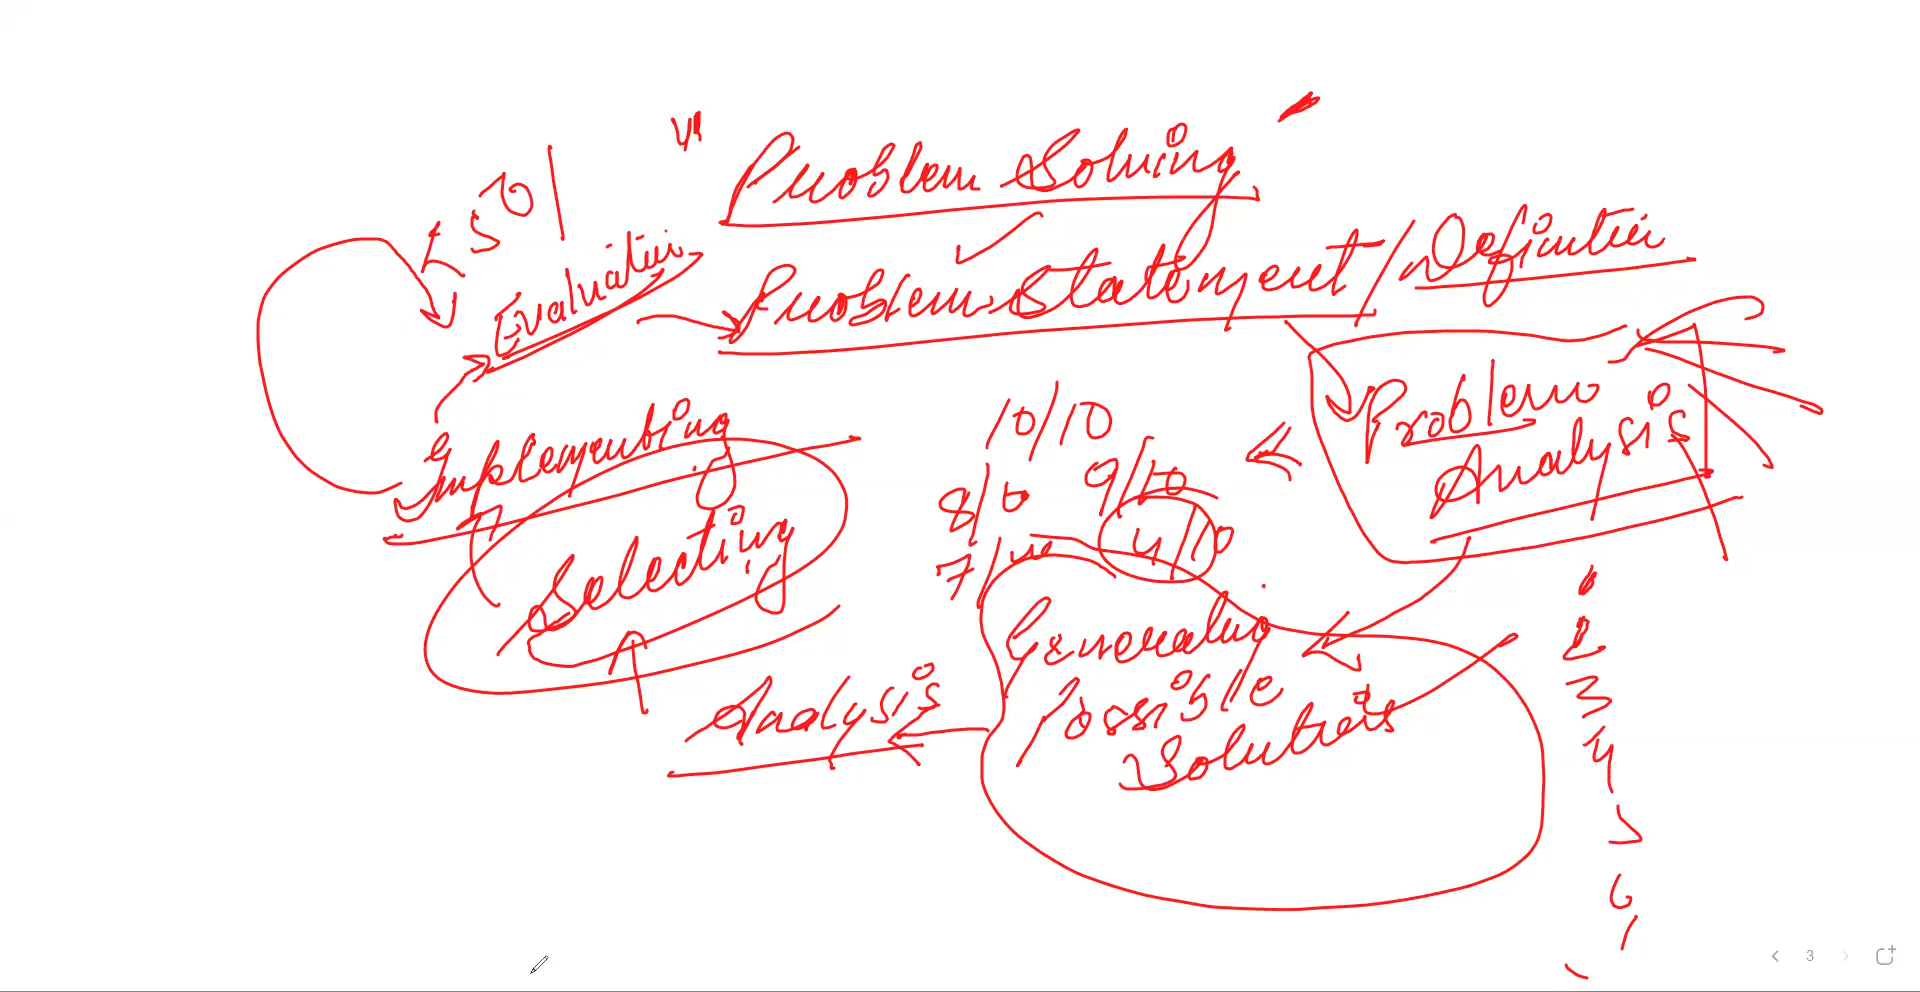 "Problem Solving"
Problem Statement / Definition
Problem
Analysis
Generating
Possible
Solutions
Analysis
Selecting
Implementing
Evaluation
10/10
9/10
8/10
4/10
7/10
2
3
4
5
6
3